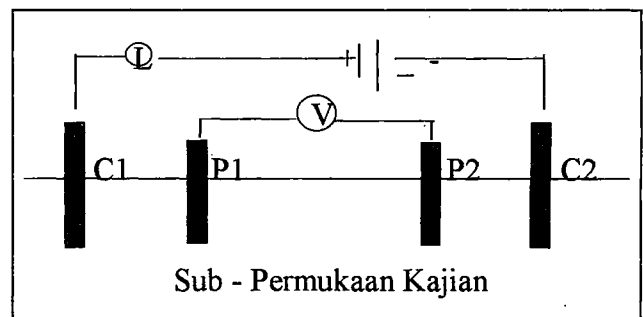 L + -
V
C1 P1 P2 C2
Sub - Permukaan Kajian